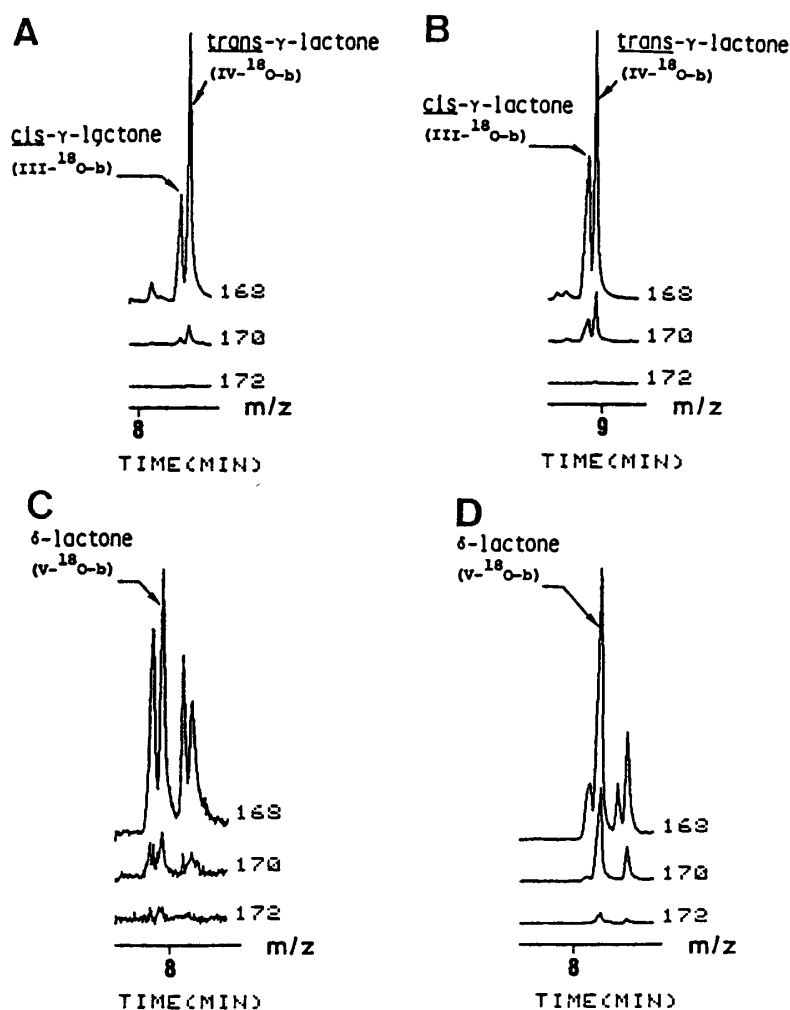 A
trans-γ-lactone
(IV-18O-b)
cis-γ-lactone
(III-18O-b)
168
170
172
m/z
8
TIME(MIN)
B
trans-γ-lactone
(IV-18O-b)
cis-γ-lactone
(III-18O-b)
168
170
172
m/z
9
TIME(MIN)
C
δ-lactone
(V-18O-b)
168
170
172
m/z
8
TIME(MIN)
D
δ-lactone
(V-18O-b)
168
170
172
m/z
8
TIME(MIN)